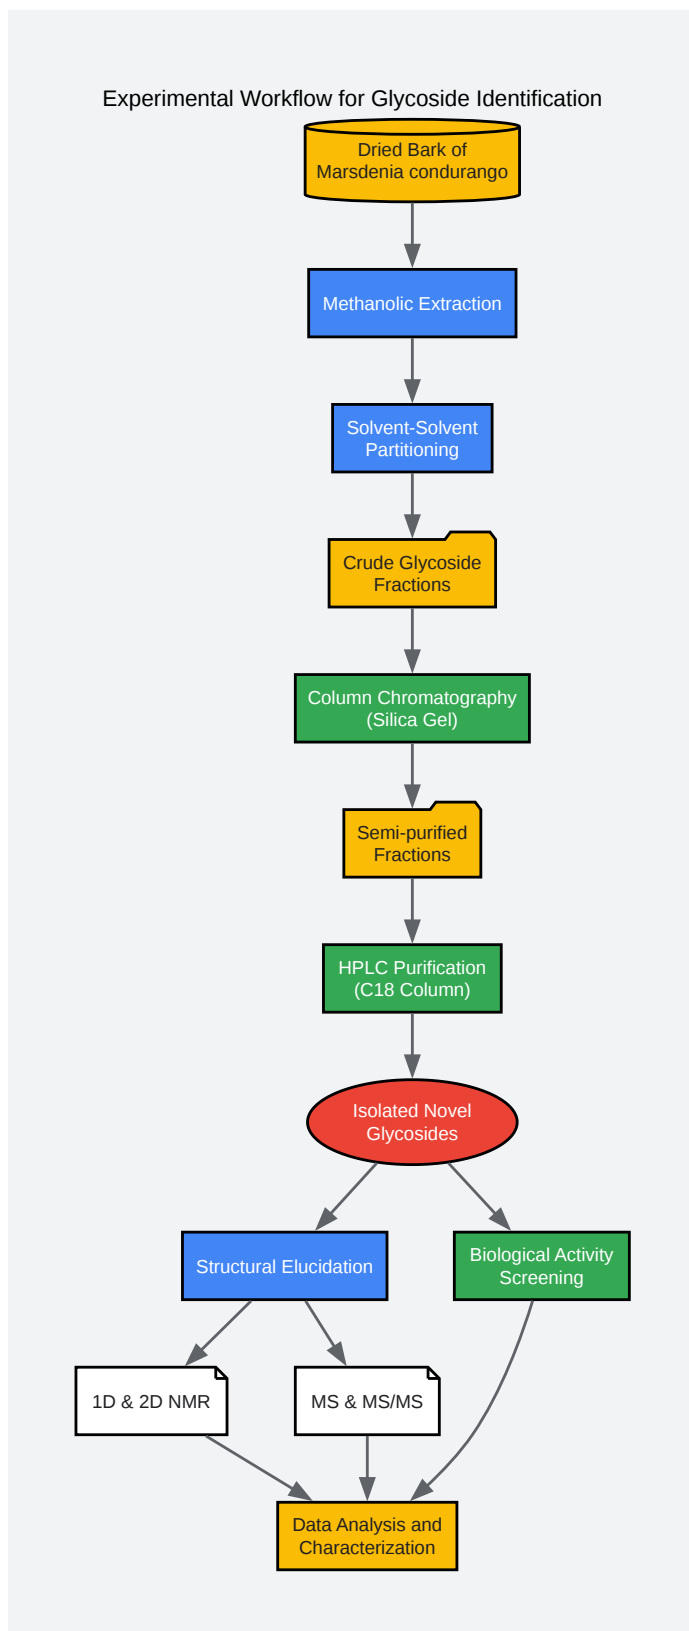 Experimental Workflow for Glycoside Identification
Dried Bark of
Marsdenia condurango
Methanolic Extraction
Solvent-Solvent
Partitioning
Crude Glycoside
Fractions
Column Chromatography
(Silica Gel)
Semi-purified
Fractions
HPLC Purification
(C18 Column)
Isolated Novel
Glycosides
Structural Elucidation
Biological Activity
Screening
1D & 2D NMR
MS & MS/MS
Data Analysis and
Characterization